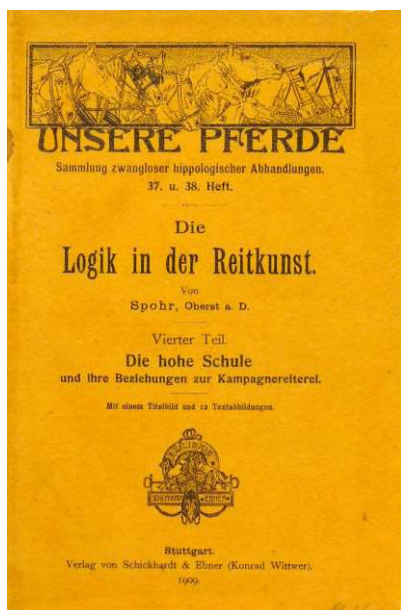 UNSERE PFERDE
Sammlung zwangloser hippologischer Abhandlungen.
37. u. 38. Heft.
Die
Logik in der Reitkunst.
Von
Spohr, Oberst a. D.
Vierter Teil.
Die hohe Schule
und ihre Beziehungen zur Kampagnereiterei.
Mit einem Titelbild und 12 Textabbildungen.
EBNER
Stuttgart.
Verlag von Schickhardt & Ebner (Konrad Wittwer).
1909.